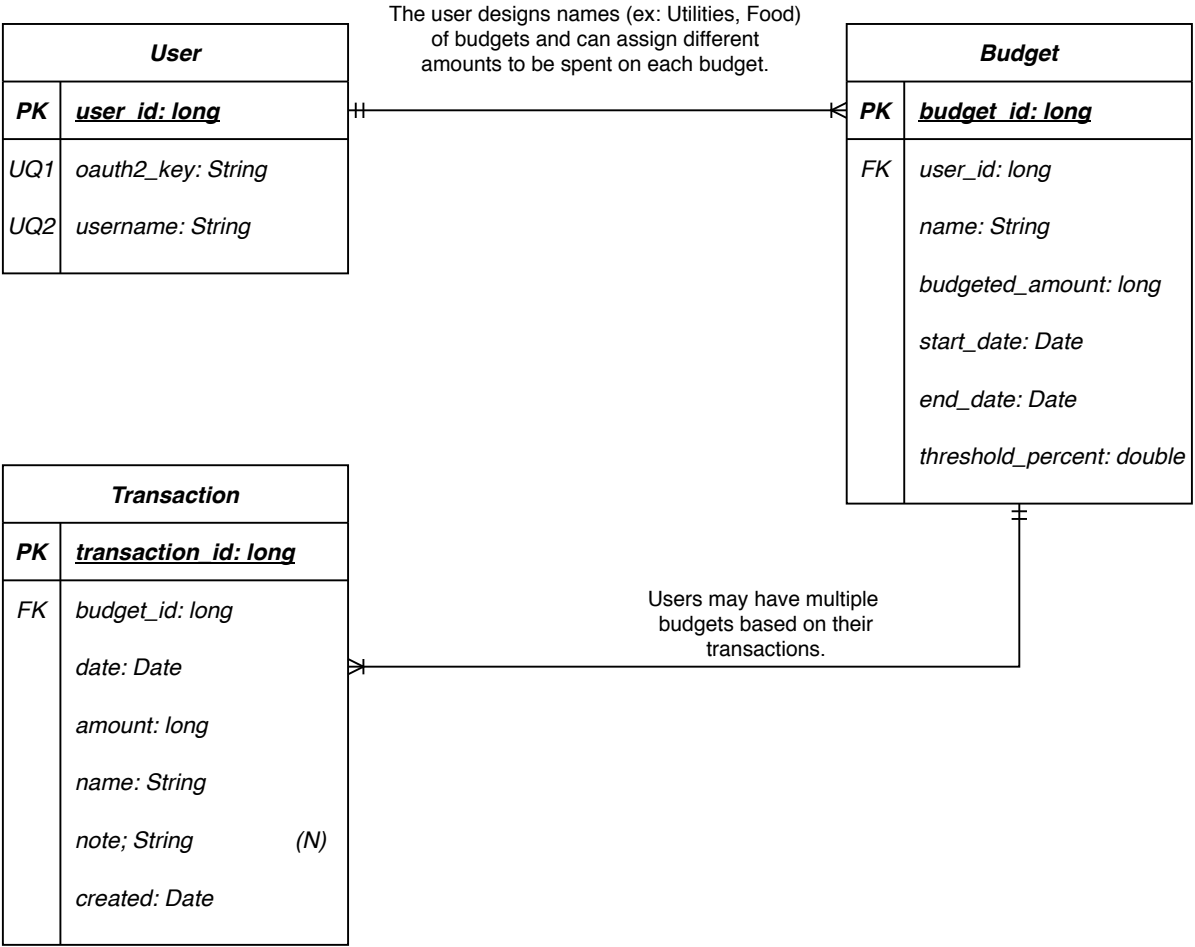 The user designs names (ex: Utilities, Food)
of budgets and can assign different
amounts to be spent on each budget.
User
PK user_id: long
UQ1 oauth2_key: String
UQ2 username: String
Budget
PK budget_id: long
FK user_id: long
name: String
budgeted_amount: long
start_date: Date
end_date: Date
threshold_percent: double
Transaction
PK transaction_id: long
FK budget_id: long
date: Date
amount: long
name: String
note; String (N)
created: Date
Users may have multiple
budgets based on their
transactions.